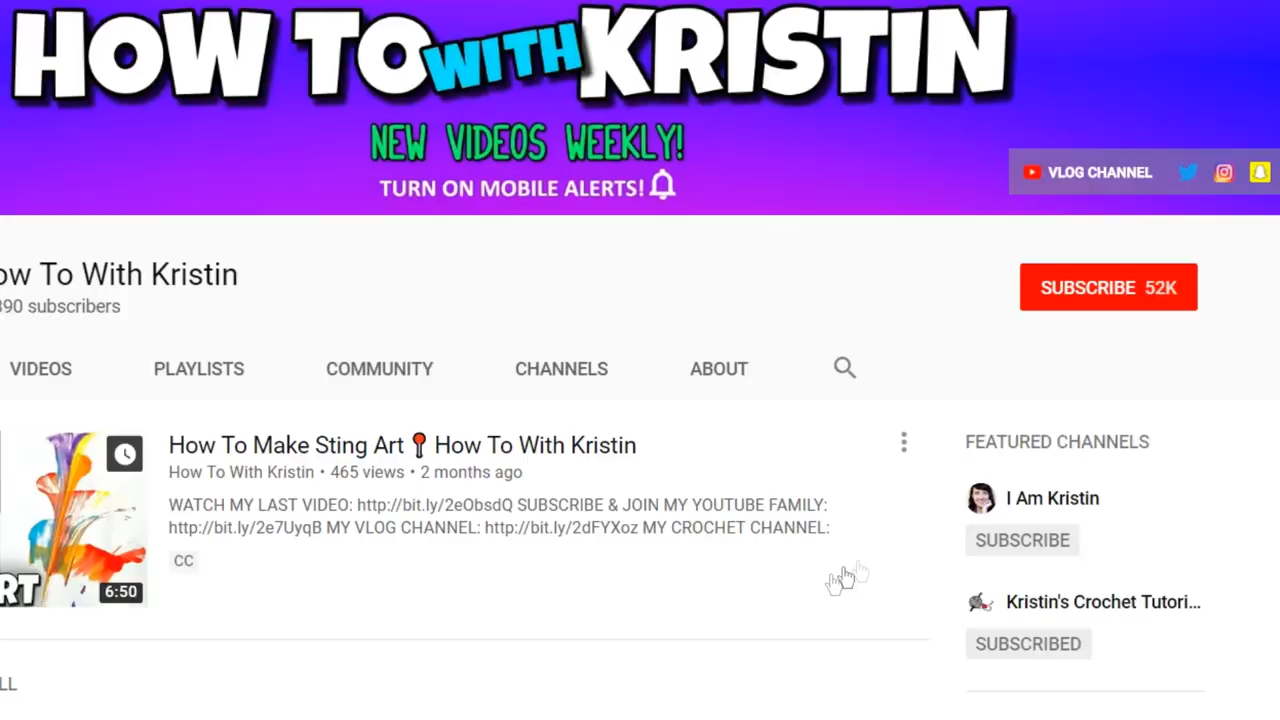 HOW TO WITH KRISTIN
NEW VIDEOS WEEKLY!
TURN ON MOBILE ALERTS!
VLOG CHANNEL
ow To With Kristin
890 subscribers
SUBSCRIBE 52K
VIDEOS PLAYLISTS COMMUNITY CHANNELS ABOUT
How To Make Sting Art How To With Kristin
How To With Kristin • 465 views • 2 months ago
WATCH MY LAST VIDEO: http://bit.ly/2eObsdQ SUBSCRIBE & JOIN MY YOUTUBE FAMILY:
http://bit.ly/2e7UyqB MY VLOG CHANNEL: http://bit.ly/2dFYXoz MY CROCHET CHANNEL:
CC
RT
6:50
FEATURED CHANNELS
I Am Kristin
SUBSCRIBE
Kristin's Crochet Tutori...
SUBSCRIBED
LL